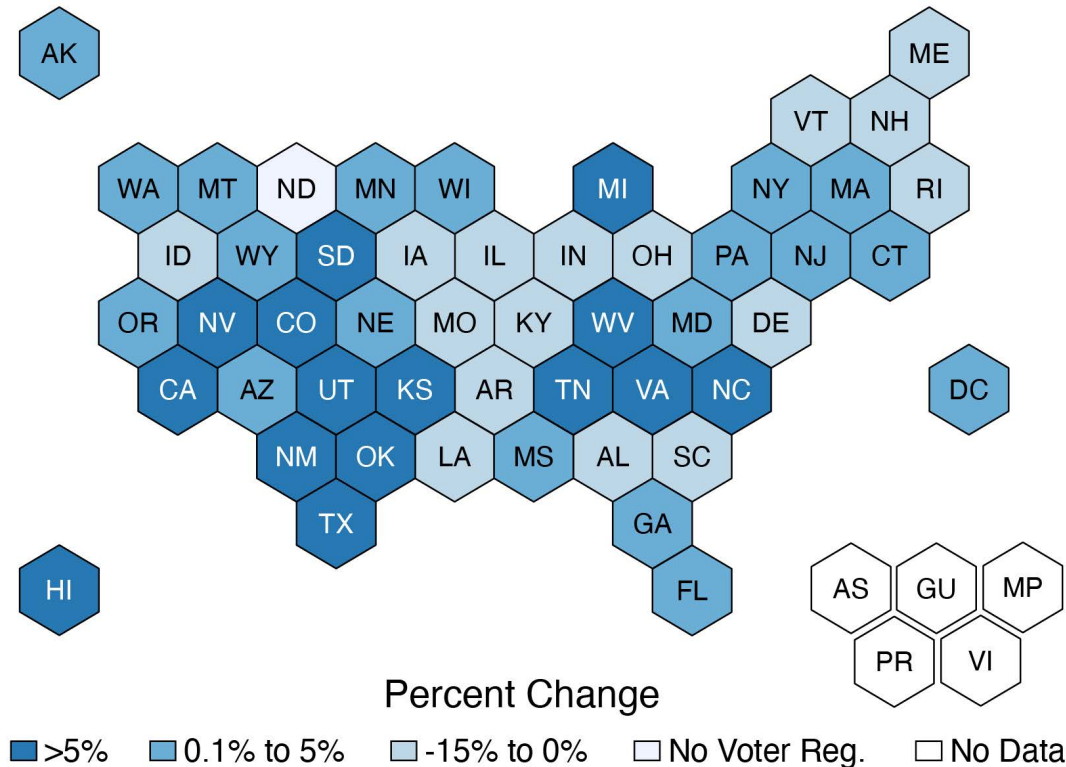 AK ME
VT NH
WA MT ND MN WI MI NY MA RI
ID WY SD IA IL IN OH PA NJ CT
OR NV CO NE MO KY WV MD DE
CA AZ UT KS AR TN VA NC DC
NM OK LA MS AL SC
TX GA
HI FL AS GU MP
PR VI
Percent Change
>5% 0.1% to 5% -15% to 0% No Voter Reg. No Data